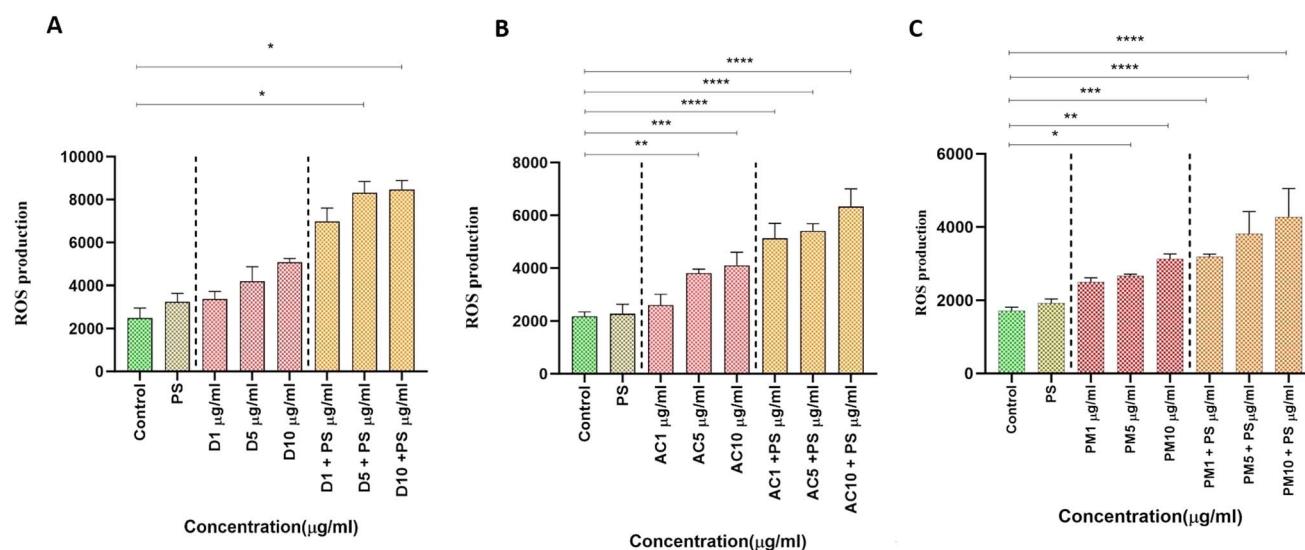 A
*
*
10000
8000
6000
4000
2000
0
ROS production
Control
PS
D1 µg/ml
D5 µg/ml
D10 µg/ml
D1 + PS µg/ml
D5 + PS µg/ml
D10 +PS µg/ml
Concentration(µg/ml)
B
****
****
****
***
**
8000
6000
4000
2000
0
ROS production
Control
PS
AC1 µg/ml
AC5 µg/ml
AC10 µg/ml
AC1 +PS µg/ml
AC5 +PS µg/ml
AC10 + PS µg/ml
Concentration(µg/ml)
C
****
****
***
**
*
6000
4000
2000
0
ROS production
Control
PS
PM1 µg/ml
PM5 µg/ml
PM10 µg/ml
PM1 + PS µg/ml
PM5 + PSµg/ml
PM10 + PS µg/ml
Concentration(µg/ml)